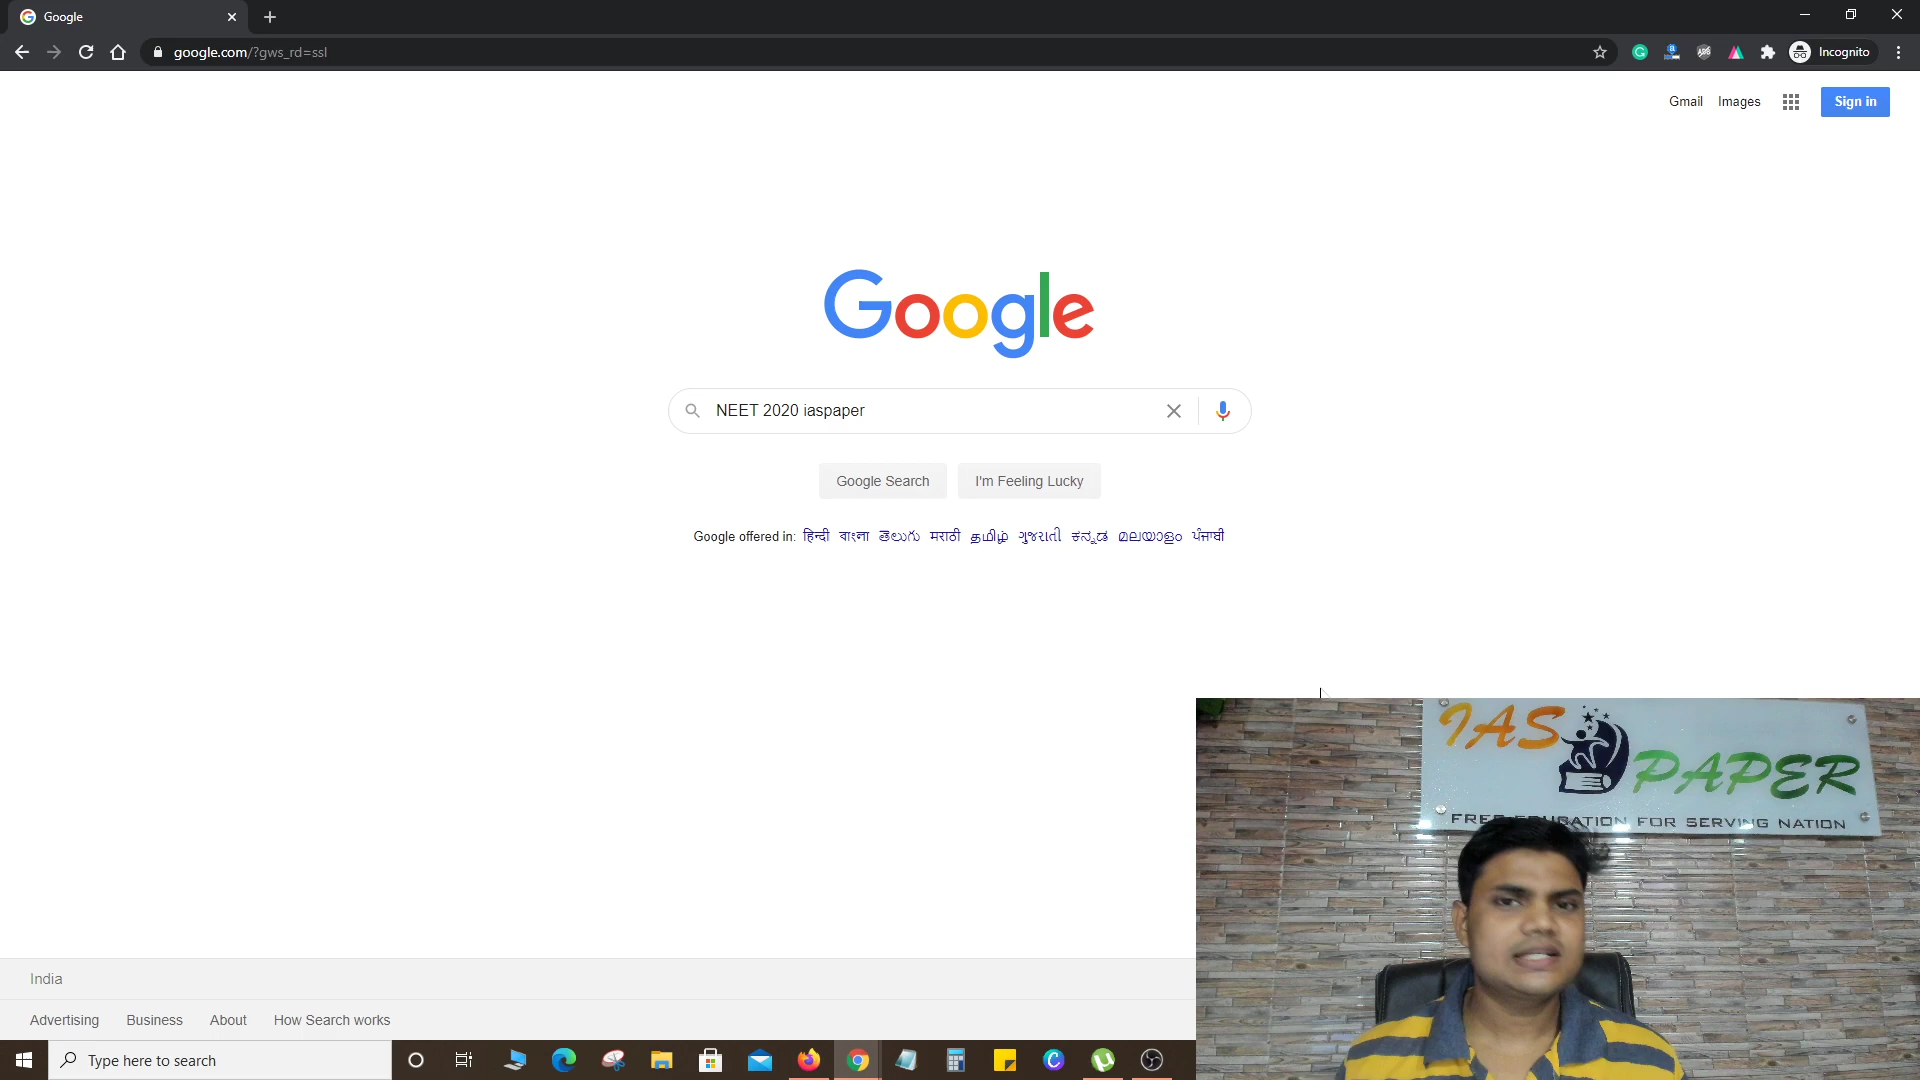 Google
google.com/?gws_rd=ssl
Incognito
Gmail Images Sign in
Google
NEET 2020 iaspaper
Google Search I'm Feeling Lucky
Google offered in: हिन्दी বাংলা తెలుగు मराठी தமிழ் ગુજરાતી ಕನ್ನಡ മലയാളം ਪੰਜਾਬੀ
IAS PAPER
FREE EDUCATION FOR SERVING NATION
India
Advertising Business About How Search works
Type here to search